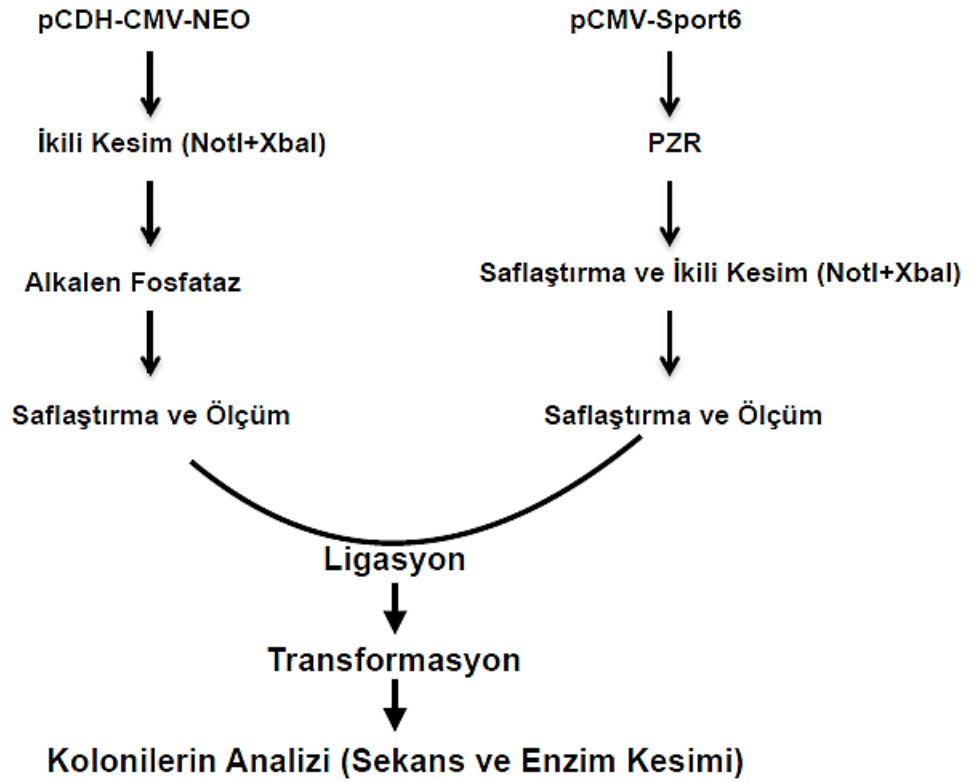 pCDH-CMV-NEO
pCMV-Sport6
İkili Kesim (NotI+XbaI)
PZR
Alkalen Fosfataz
Saflaştırma ve İkili Kesim (NotI+XbaI)
Saflaştırma ve Ölçüm
Saflaştırma ve Ölçüm
Ligasyon
Transformasyon
Kolonilerin Analizi (Sekans ve Enzim Kesimi)